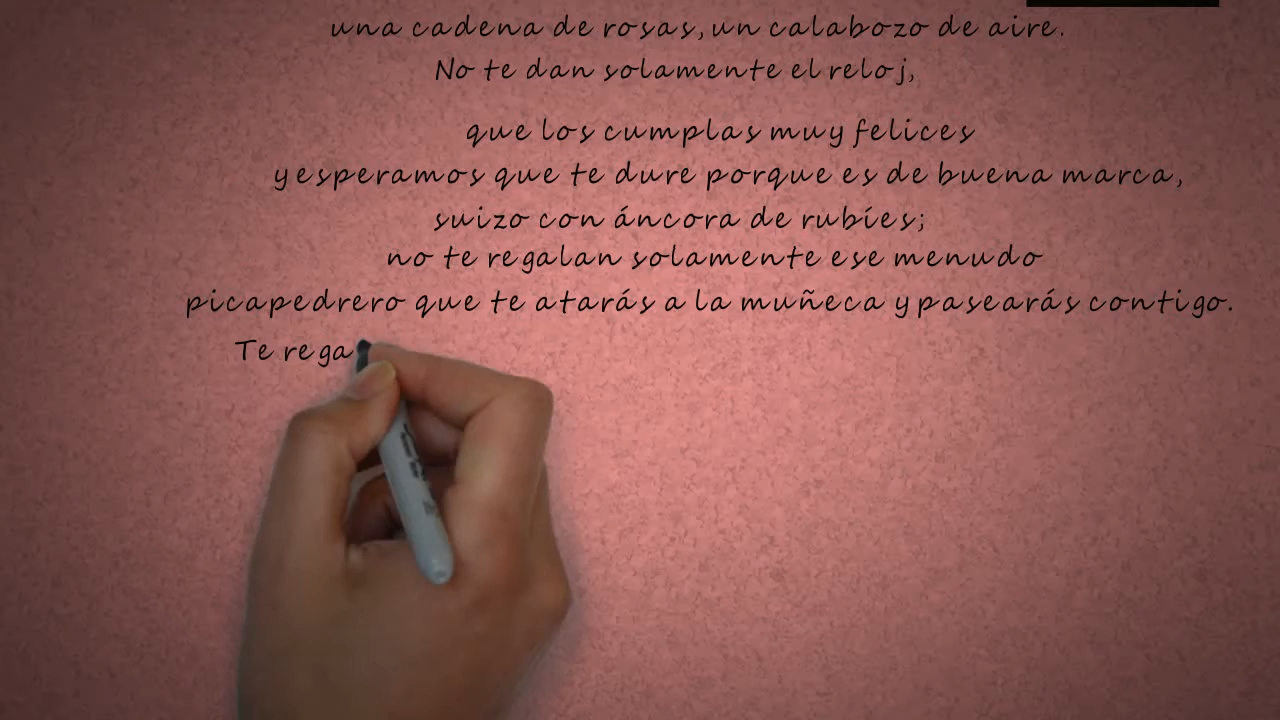 una cadena de rosas, un calabozo de aire.
No te dan solamente el reloj,
que los cumplas muy felices
y esperamos que te dure porque es de buena marca,
suizo con áncora de rubíes;
no te regalan solamente ese menudo
picapedrero que te atarás a la muñeca y pasearás contigo.
Te rega